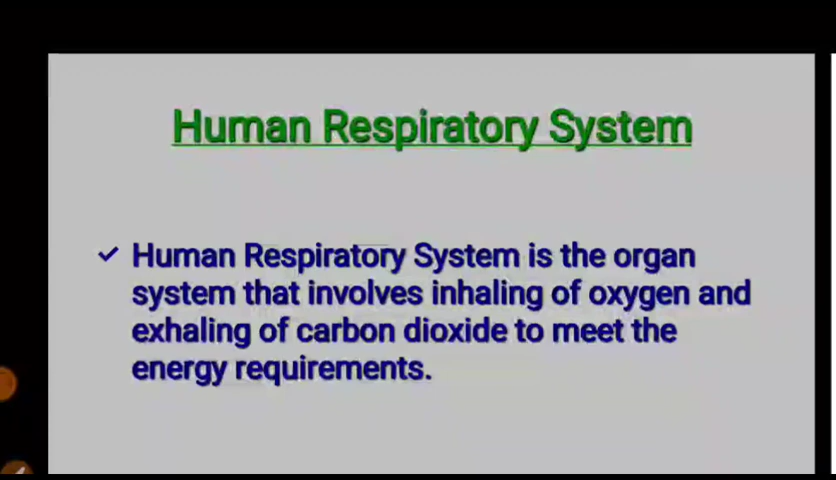 Human Respiratory System
Human Respiratory System is the organ
system that involves inhaling of oxygen and
exhaling of carbon dioxide to meet the
energy requirements.